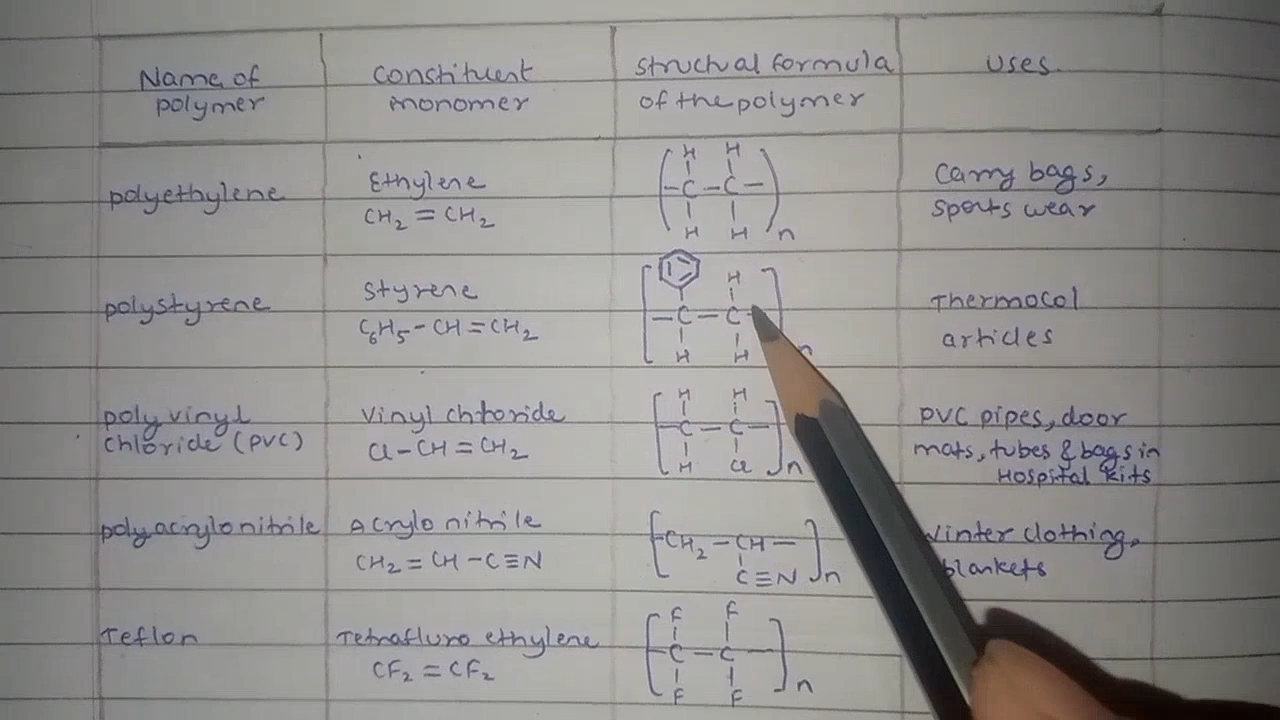 Name of
polymer
constituent
monomer
structual formula
of the polymer
uses
polyethylene
Ethylene
CH2 = CH2
H H
-C-C-
H H n
carry bags,
sports wear
polystyrene
styrene
C6H5-CH=CH2
H
-C-C
H H n
Thermocol
articles
poly vinyl
chloride (PVC)
vinyl chloride
Cl-CH=CH2
H H
-C-C-
H Cl n
PVC pipes, door
mats, tubes & bags in
Hospital kits
polyacrylonitrile
Acrylo nitrile
CH2=CH-C≡N
CH2-CH-
C≡N n
winter clothing,
blankets
Teflon
Tetrafluro ethylene
CF2=CF2
F F
-C-C-
F F n